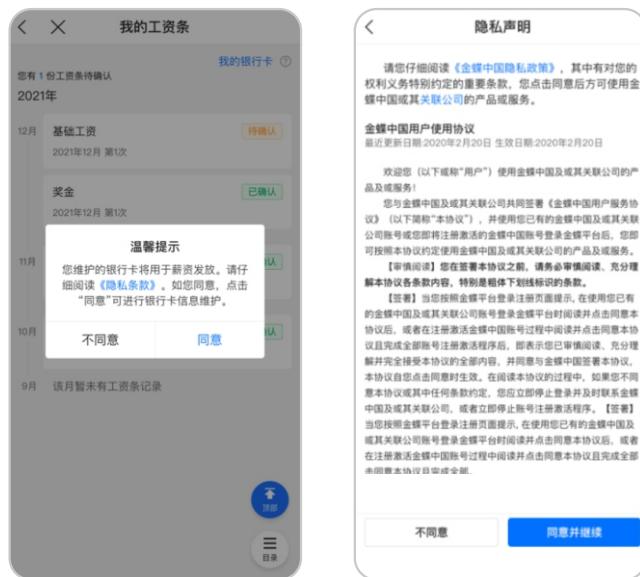 我的工资条
我的银行卡
您有 1 份工资条待确认
2021年
12月
基础工资
待确认
2021年12月 第1次
奖金
已确认
2021年12月 第1次
温馨提示
您维护的银行卡将用于薪资发放。请仔
细阅读《隐私条款》。如您同意，点击
“同意”可进行银行卡信息维护。
不同意
同意
11月
认
10月
认
9月
该月暂未有工资条记录
顶部
目录
隐私声明
请您仔细阅读《金蝶中国隐私政策》，其中有对您的
权利义务特别约定的重要条款，您点击同意后方可使用金
蝶中国或其关联公司的产品或服务。
金蝶中国用户使用协议
最近更新日期:2020年2月20日 生效日期:2020年2月20日
欢迎您（以下或称“用户”）使用金蝶中国及或其关联公司的产
品及或服务！
您与金蝶中国及或其关联公司共同签署《金蝶中国用户服务协
议》（以下简称“本协议”），并使用您已有的金蝶中国及或其关联
公司账号或您即将注册激活的金蝶中国账号登录金蝶平台后，您即
可按照本协议约定使用金蝶中国及或其关联公司的产品及或服务。
【审慎阅读】您在签署本协议之前，请务必审慎阅读、充分理
解本协议各条款内容，特别是粗体下划线标识的条款。
【签署】当您按照金蝶平台登录注册页面提示,在使用您已有
的金蝶中国及或其关联公司账号登录金蝶平台时阅读并点击同意本
协议后，或者在注册激活金蝶中国账号过程中阅读并点击同意本协
议且完成全部账号注册激活程序后，即表示您已审慎阅读、充分理
解并完全接受本协议的全部内容，并同意与金蝶中国签署本协议，
本协议自您点击同意时生效。在阅读本协议的过程中，如果您不同
意本协议或其中任何条款约定，您应立即停止登录并及时联系金蝶
中国及或其关联公司，或者立即停止账号注册激活程序。【签署】
当您按照金蝶平台登录注册页面提示,在使用您已有的金蝶中国及
或其关联公司账号登录金蝶平台时阅读并点击同意本协议后，或者
在注册激活金蝶中国账号过程中阅读并点击同意本协议且完成全部
击同意本协议且完成全部
不同意
同意并继续